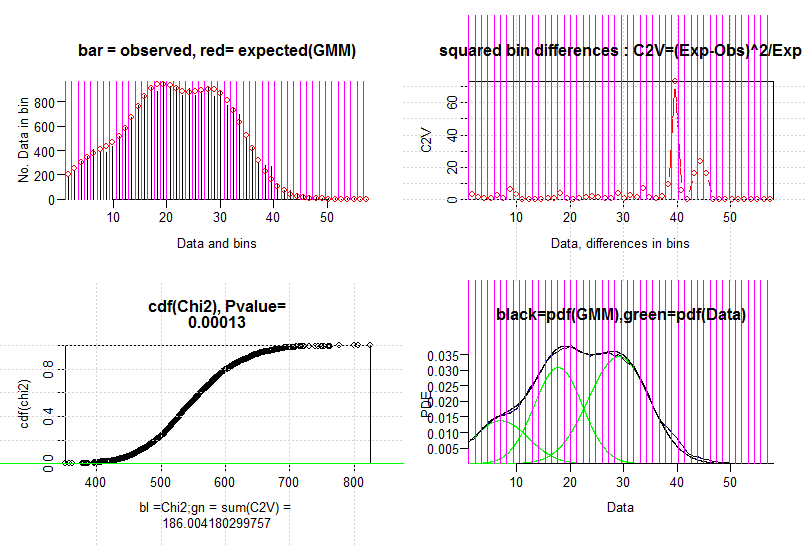 bar = observed, red= expected(GMM)
No. Data in bin
0 200 400 600 800
10 20 30 40 50
Data and bins
squared bin differences : C2V=(Exp-Obs)^2/Exp
C2V
0 20 60
10 20 30 40 50
Data, differences in bins
cdf(Chi2), Pvalue=
0.00013
cdf(chi2)
0.0 0.4 0.8
400 500 600 700 800
bl =Chi2;gn = sum(C2V) =
186.004180299757
black=pdf(GMM),green=pdf(Data)
PDF
0.035
0.030
0.025
0.020
0.015
0.010
0.005
10 20 30 40 50
Data